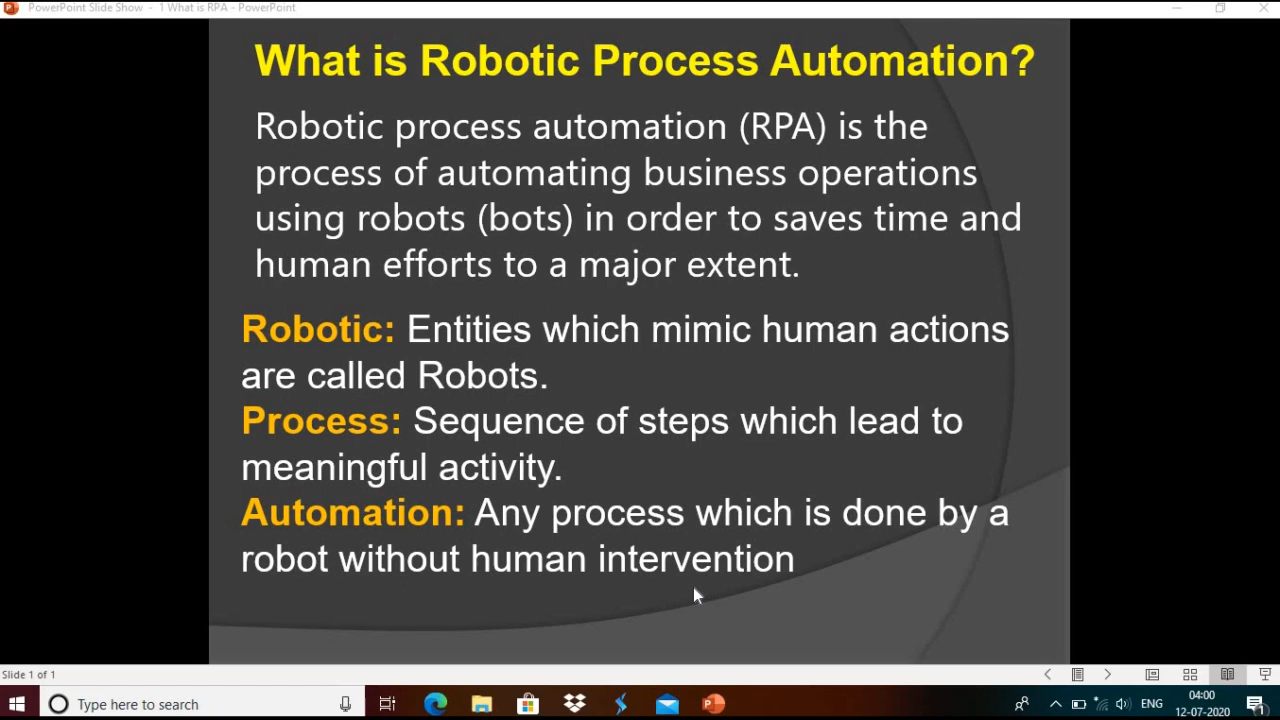 PowerPoint Slide Show - 1 What is RPA - PowerPoint
What is Robotic Process Automation?
Robotic process automation (RPA) is the
process of automating business operations
using robots (bots) in order to saves time and
human efforts to a major extent.
Robotic: Entities which mimic human actions
are called Robots.
Process: Sequence of steps which lead to
meaningful activity.
Automation: Any process which is done by a
robot without human intervention
Slide 1 of 1
Type here to search
ENG
04:00
12-07-2020
1